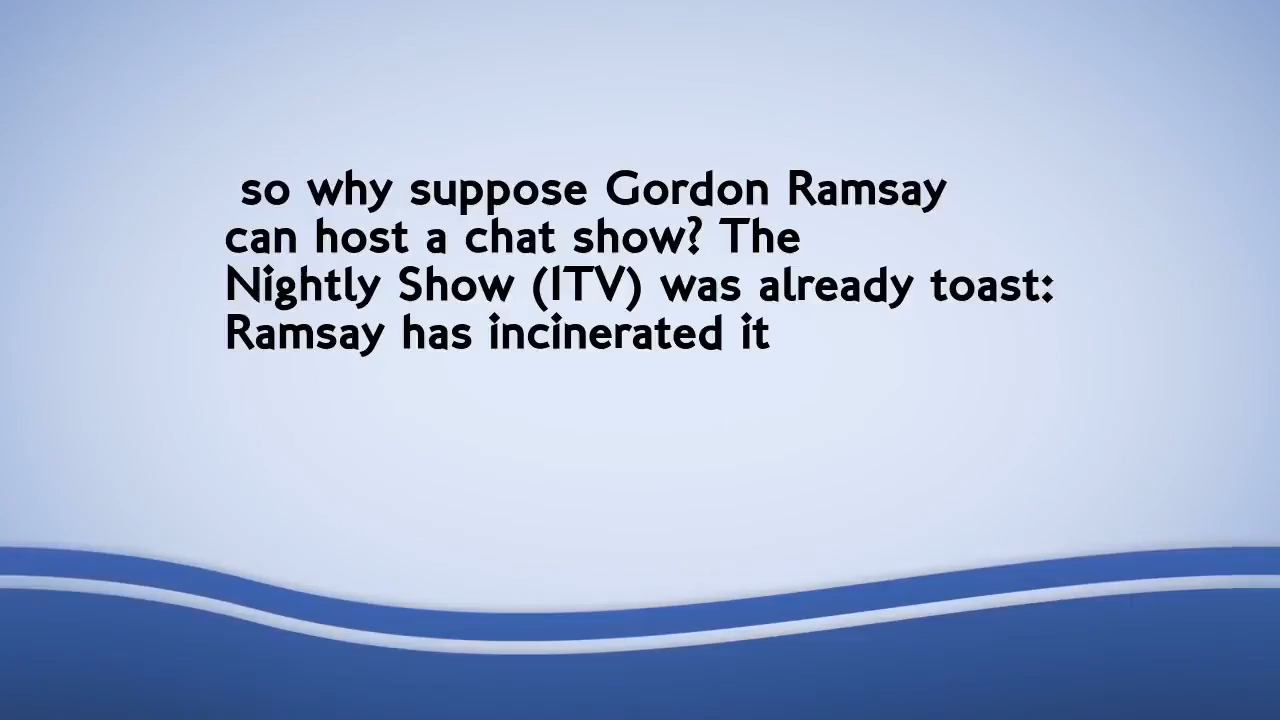 so why suppose Gordon Ramsay
can host a chat show? The
Nightly Show (ITV) was already toast:
Ramsay has incinerated it